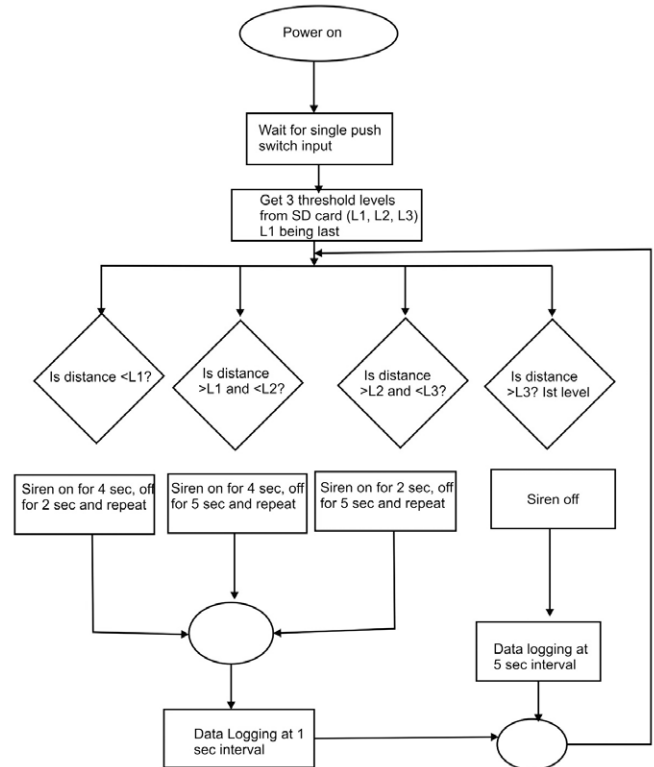 Power on
Wait for single push
switch input
Get 3 threshold levels
from SD card (L1, L2, L3)
L1 being last
Is distance <L1?
Is distance
>L1 and <L2?
Is distance
>L2 and <L3?
Is distance
>L3? Ist level
Siren on for 4 sec, off
for 2 sec and repeat
Siren on for 4 sec, off
for 5 sec and repeat
Siren on for 2 sec, off
for 5 sec and repeat
Siren off
Data logging at
5 sec interval
Data Logging at 1
sec interval